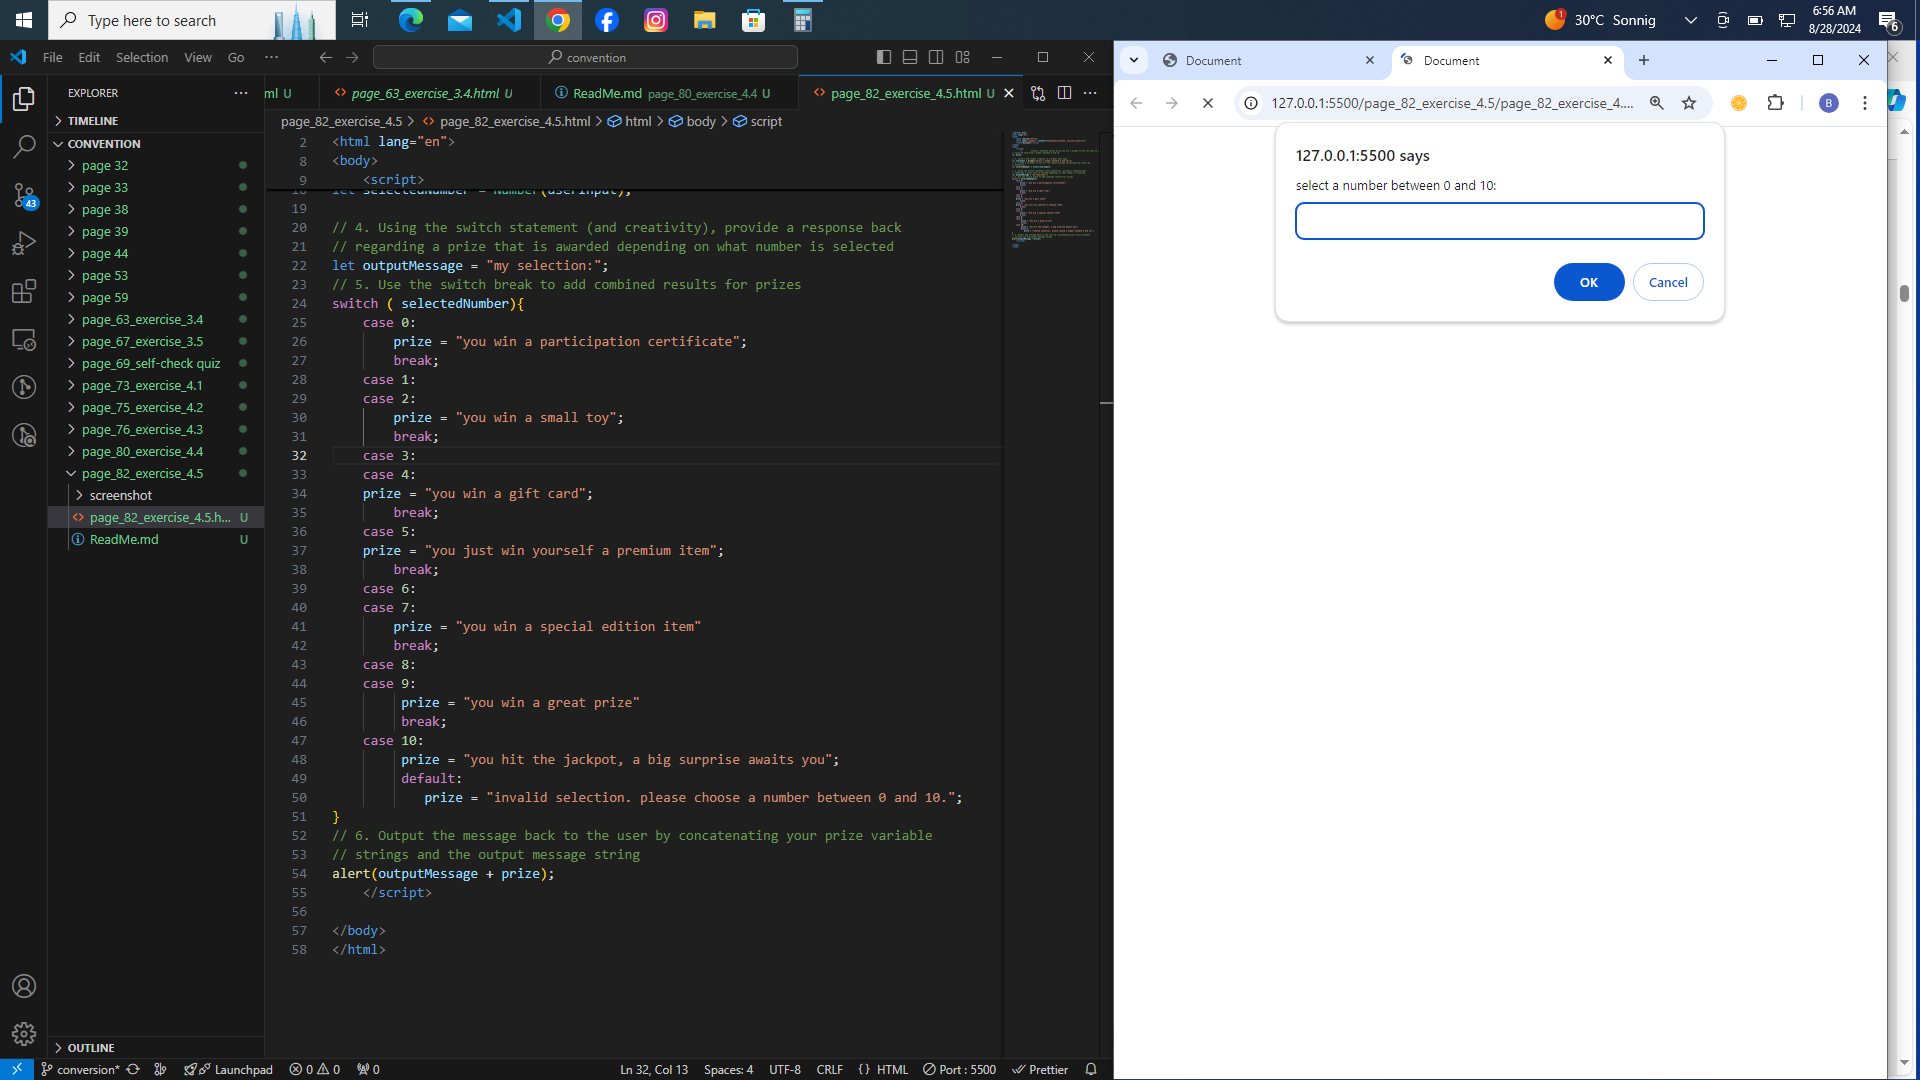 Type here to search
1
30°C Sonnig
6:56 AM
8/28/2024
6
File Edit Selection View Go ···
convention
EXPLORER ···
ml U
page_63_exercise_3.4.html U
ReadMe.md page_80_exercise_4.4 U
page_82_exercise_4.5.html U
TIMELINE
CONVENTION
page 32
page 33
page 38
page 39
page 44
page 53
page 59
page_63_exercise_3.4
page_67_exercise_3.5
page_69_self-check quiz
page_73_exercise_4.1
page_75_exercise_4.2
page_76_exercise_4.3
page_80_exercise_4.4
page_82_exercise_4.5
screenshot
page_82_exercise_4.5.h... U
ReadMe.md U
OUTLINE
43
page_82_exercise_4.5 > page_82_exercise_4.5.html > html > body > script
2 <html lang="en">
8 <body>
9 <script>
18 let selectedNumber = Number(userInput);
19
20 // 4. Using the switch statement (and creativity), provide a response back
21 // regarding a prize that is awarded depending on what number is selected
22 let outputMessage = "my selection:";
23 // 5. Use the switch break to add combined results for prizes
24 switch ( selectedNumber){
25 case 0:
26 prize = "you win a participation certificate";
27 break;
28 case 1:
29 case 2:
30 prize = "you win a small toy";
31 break;
32 case 3:
33 case 4:
34 prize = "you win a gift card";
35 break;
36 case 5:
37 prize = "you just win yourself a premium item";
38 break;
39 case 6:
40 case 7:
41 prize = "you win a special edition item"
42 break;
43 case 8:
44 case 9:
45 prize = "you win a great prize"
46 break;
47 case 10:
48 prize = "you hit the jackpot, a big surprise awaits you";
49 default:
50 prize = "invalid selection. please choose a number between 0 and 10.";
51 }
52 // 6. Output the message back to the user by concatenating your prize variable
53 // strings and the output message string
54 alert(outputMessage + prize);
55 </script>
56
57 </body>
58 </html>
conversion* Launchpad 0 0 0
Ln 32, Col 13 Spaces: 4 UTF-8 CRLF {} HTML Port : 5500 Prettier
Document
Document
127.0.0.1:5500/page_82_exercise_4.5/page_82_exercise_4....
B
127.0.0.1:5500 says
select a number between 0 and 10:
OK
Cancel